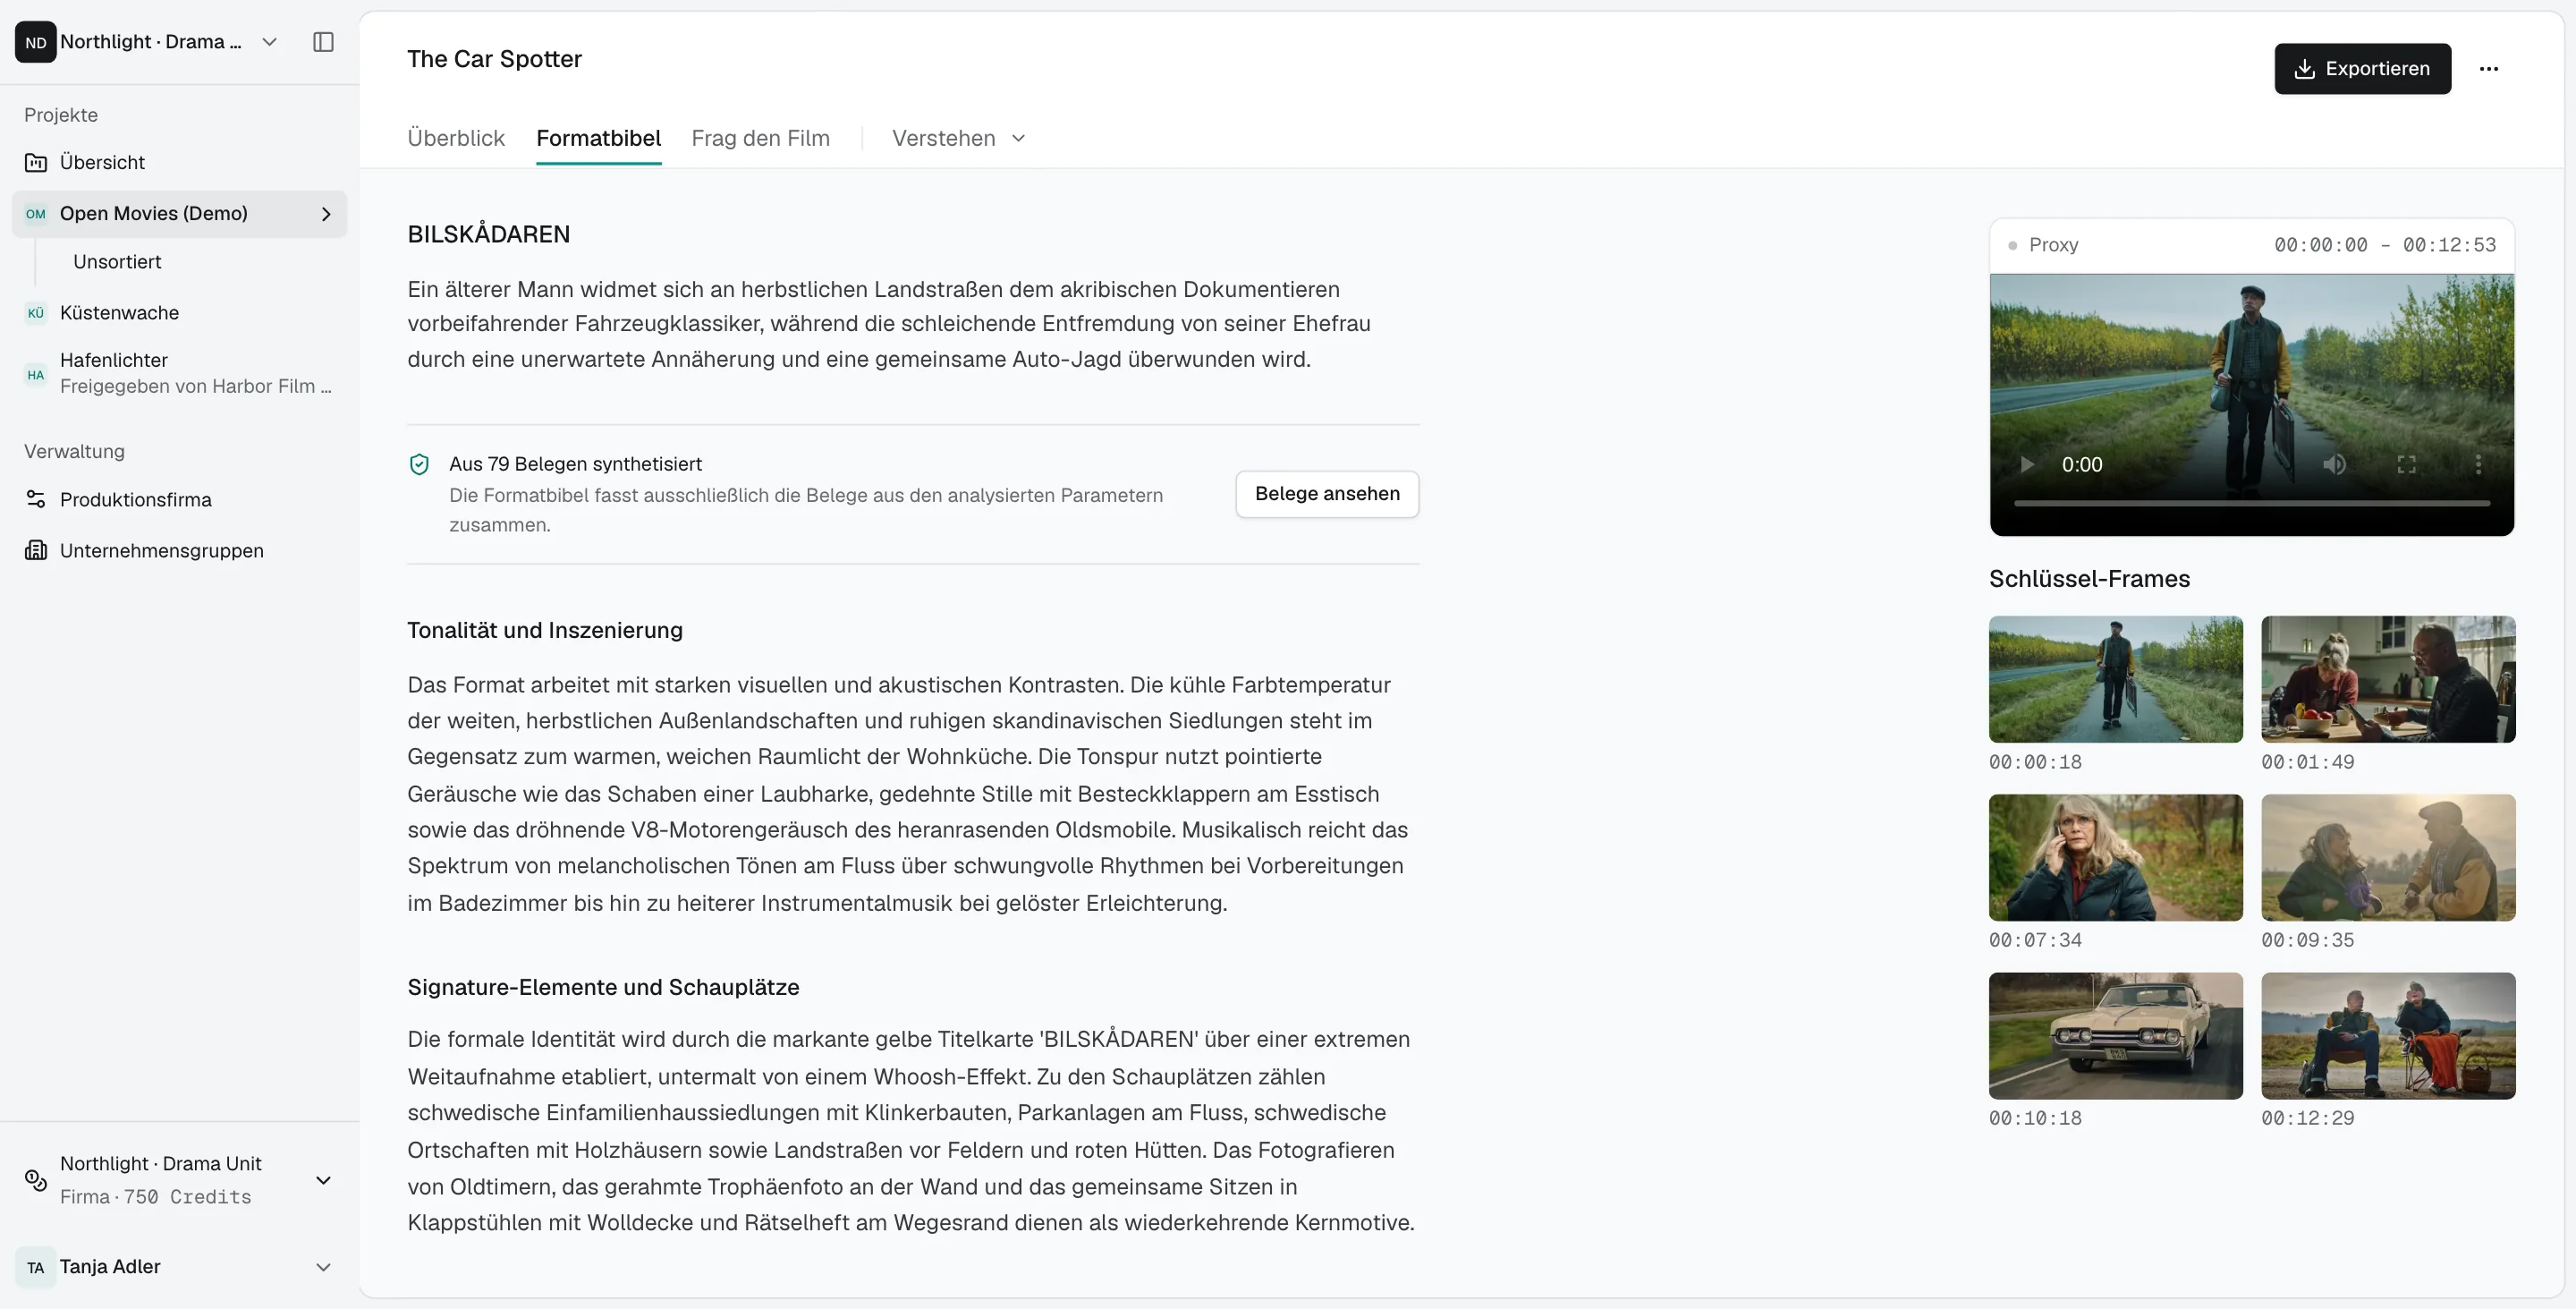 ND Northlight · Drama ...
Projekte
Übersicht
OM Open Movies (Demo)
Unsortiert
KÜ Küstenwache
HA Hafenlichter
Freigegeben von Harbor Film ...
Verwaltung
Produktionsfirma
Unternehmensgruppen
Northlight · Drama Unit
Firma · 750 Credits
TA Tanja Adler
The Car Spotter
Exportieren
Überblick Formatbibel Frag den Film Verstehen
BILSKÅDAREN
Ein älterer Mann widmet sich an herbstlichen Landstraßen dem akribischen Dokumentieren
vorbeifahrender Fahrzeugklassiker, während die schleichende Entfremdung von seiner Ehefrau
durch eine unerwartete Annäherung und eine gemeinsame Auto-Jagd überwunden wird.
Aus 79 Belegen synthetisiert
Die Formatbibel fasst ausschließlich die Belege aus den analysierten Parametern
zusammen.
Belege ansehen
Tonalität und Inszenierung
Das Format arbeitet mit starken visuellen und akustischen Kontrasten. Die kühle Farbtemperatur
der weiten, herbstlichen Außenlandschaften und ruhigen skandinavischen Siedlungen steht im
Gegensatz zum warmen, weichen Raumlicht der Wohnküche. Die Tonspur nutzt pointierte
Geräusche wie das Schaben einer Laubharke, gedehnte Stille mit Besteckklappern am Esstisch
sowie das dröhnende V8-Motorengeräusch des heranrasenden Oldsmobile. Musikalisch reicht das
Spektrum von melancholischen Tönen am Fluss über schwungvolle Rhythmen bei Vorbereitungen
im Badezimmer bis hin zu heiterer Instrumentalmusik bei gelöster Erleichterung.
Signature-Elemente und Schauplätze
Die formale Identität wird durch die markante gelbe Titelkarte 'BILSKÅDAREN' über einer extremen
Weitaufnahme etabliert, untermalt von einem Whoosh-Effekt. Zu den Schauplätzen zählen
schwedische Einfamilienhaussiedlungen mit Klinkerbauten, Parkanlagen am Fluss, schwedische
Ortschaften mit Holzhäusern sowie Landstraßen vor Feldern und roten Hütten. Das Fotografieren
von Oldtimern, das gerahmte Trophäenfoto an der Wand und das gemeinsame Sitzen in
Klappstühlen mit Wolldecke und Rätselheft am Wegesrand dienen als wiederkehrende Kernmotive.
Proxy 00:00:00 - 00:12:53
0:00
Schlüssel-Frames
00:00:18 00:01:49
00:07:34 00:09:35
00:10:18 00:12:29